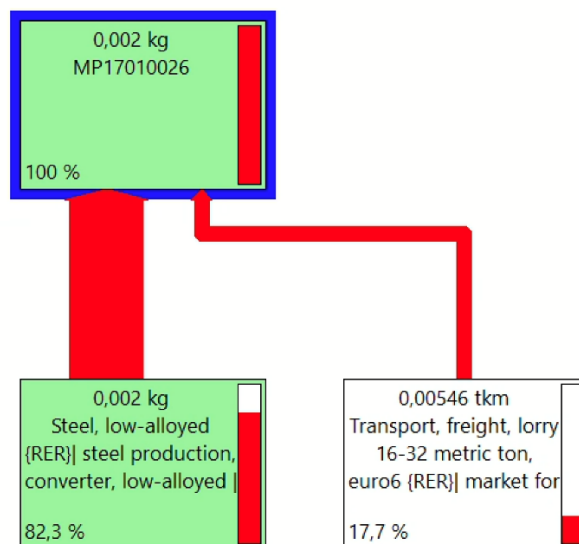 0,002 kg
MP17010026
100 %
0,002 kg
Steel, low-alloyed
{RER}| steel production,
converter, low-alloyed |
82,3 %
0,00546 tkm
Transport, freight, lorry
16-32 metric ton,
euro6 {RER}| market for
17,7 %